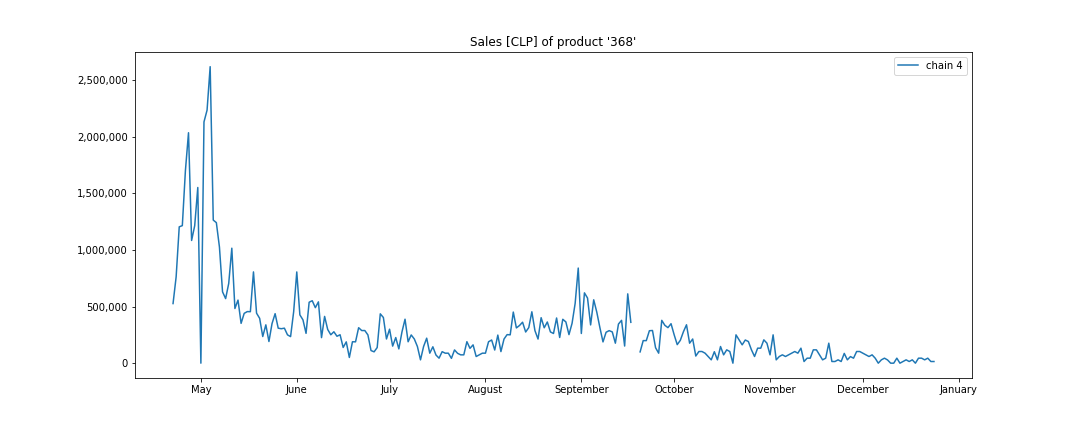 Sales [CLP] of product '368'
chain 4
2,500,000
2,000,000
1,500,000
1,000,000
500,000
0
May June July August September October November December January